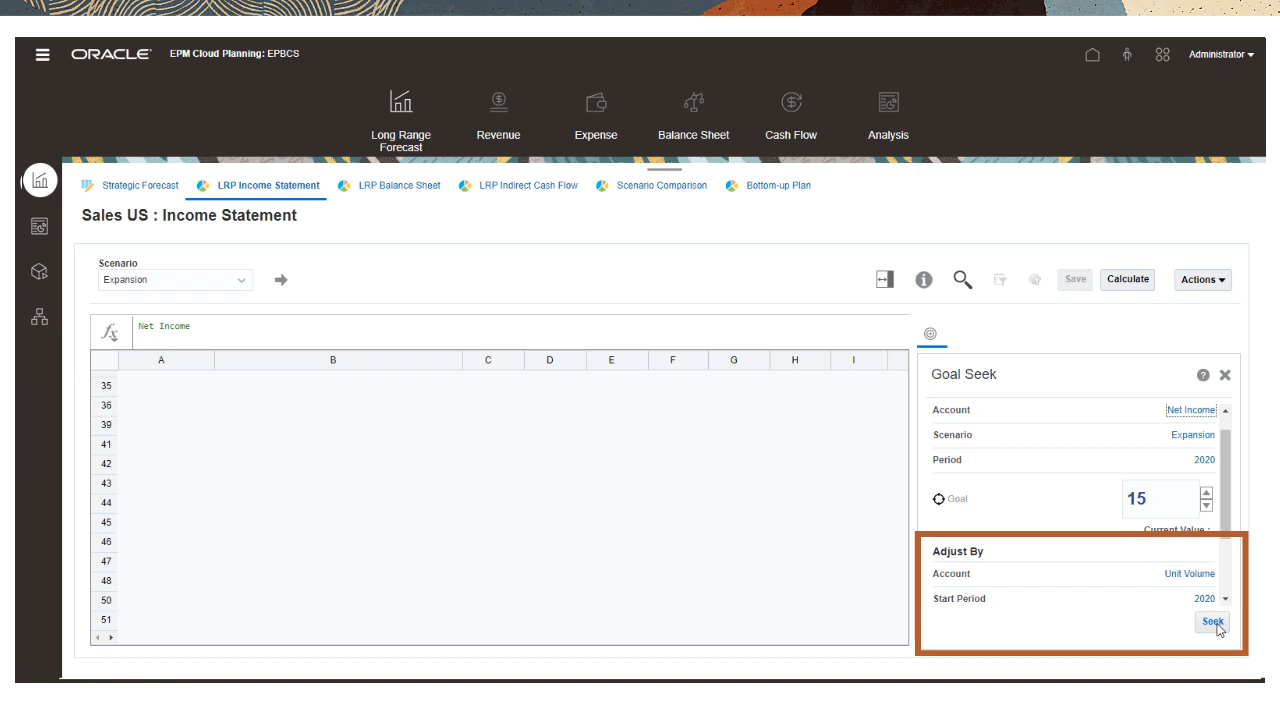 ORACLE EPM Cloud Planning: EPBCS
Administrator
Long Range
Forecast
Revenue
Expense
Balance Sheet
Cash Flow
Analysis
Strategic Forecast
LRP Income Statement
LRP Balance Sheet
LRP Indirect Cash Flow
Scenario Comparison
Bottom-up Plan
Sales US : Income Statement
Scenario
Expansion
Save
Calculate
Actions
fx
Net Income
A B C D E F G H I
35
36
39
41
42
43
44
45
46
47
48
50
51
Goal Seek
Account Net Income
Scenario Expansion
Period 2020
Goal 15
Current Value :
Adjust By
Account Unit Volume
Start Period 2020
Seek